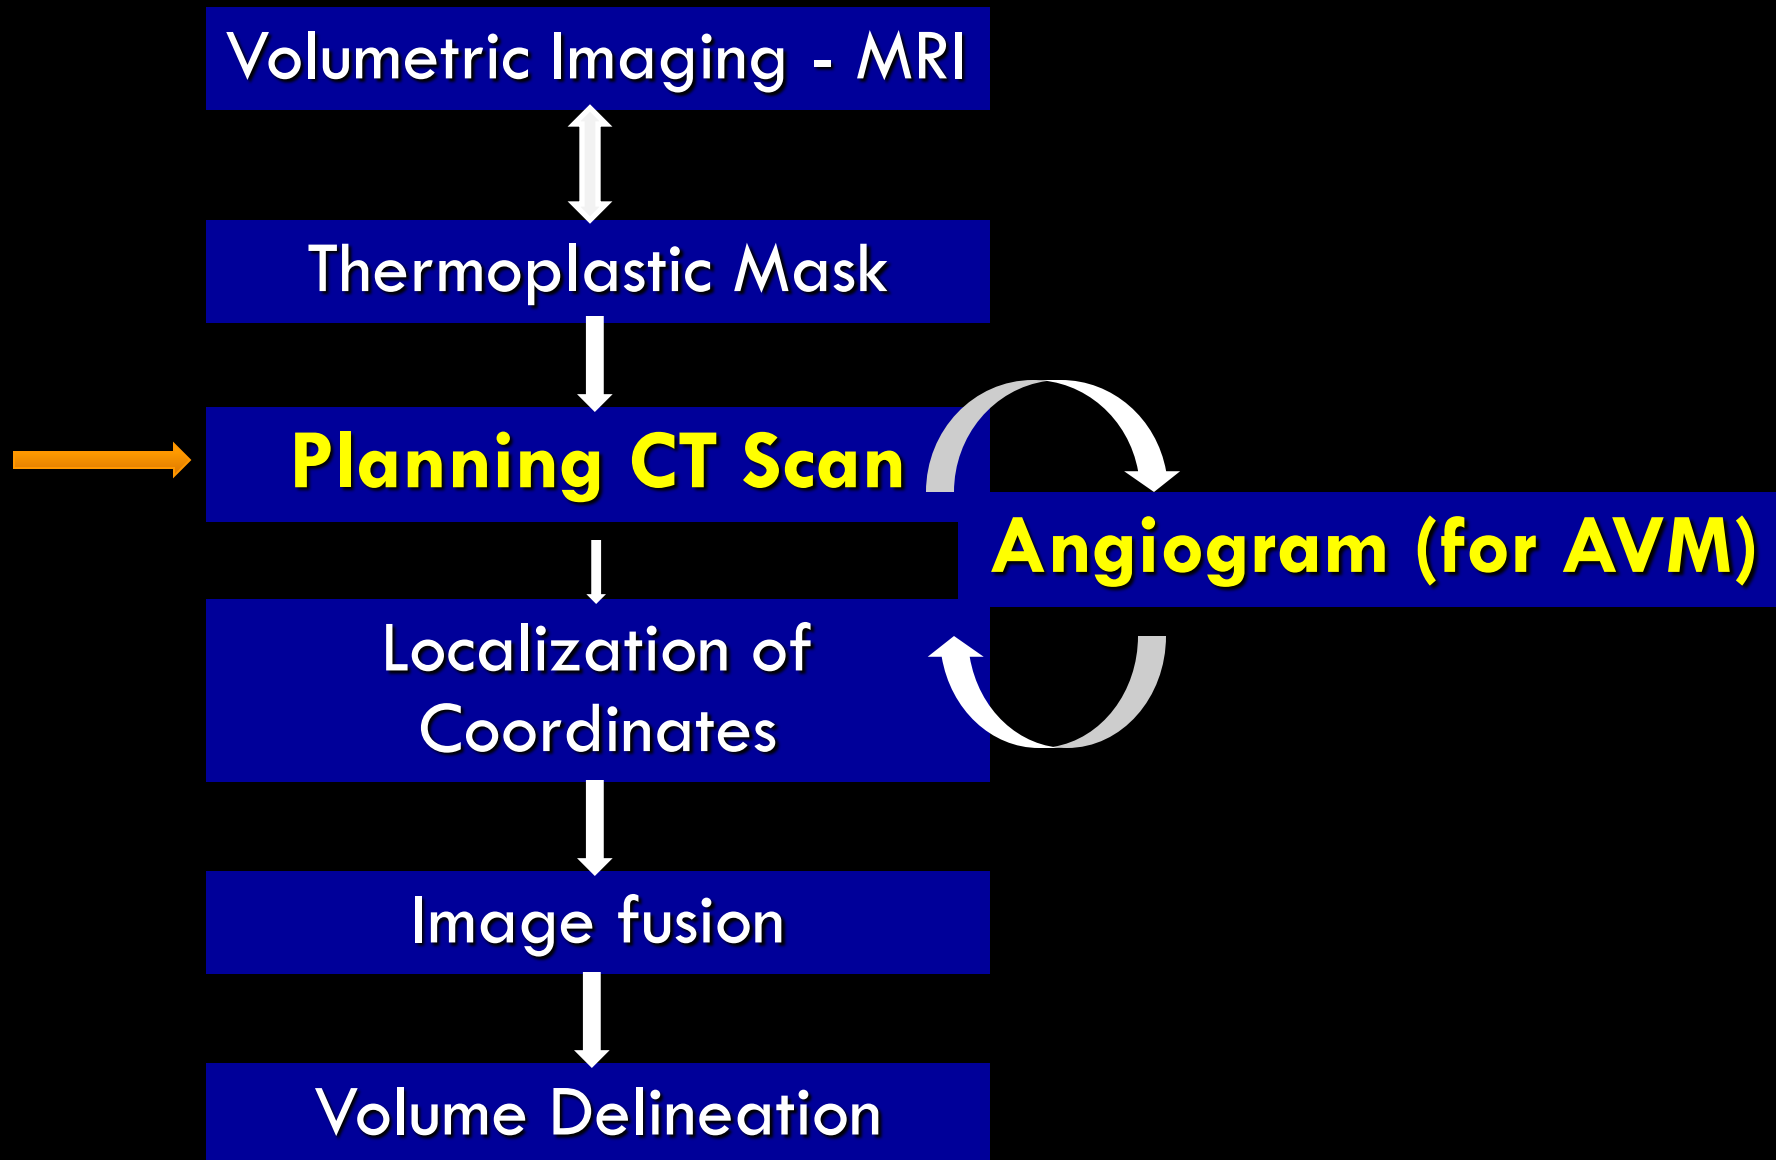 Volumetric Imaging - MRI
Thermoplastic Mask
Planning CT Scan
Angiogram (for AVM)
Localization of
Coordinates
Image fusion
Volume Delineation